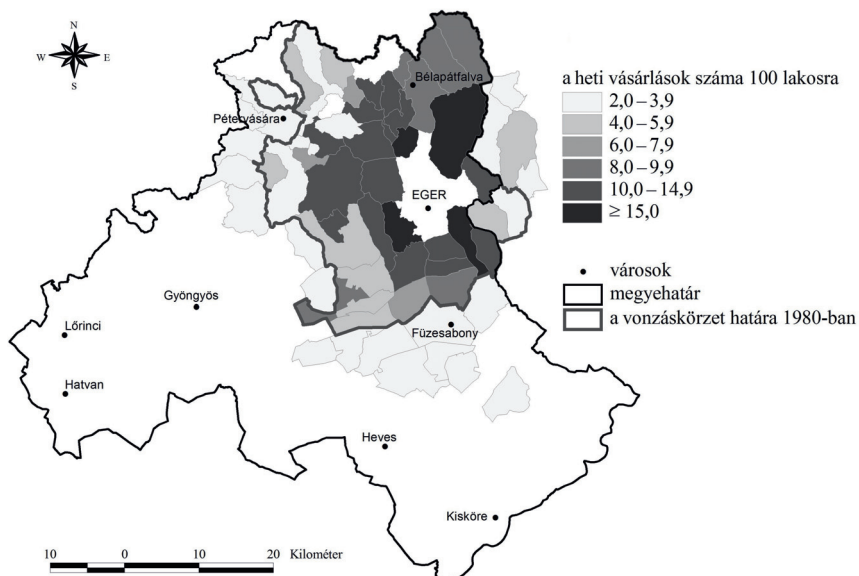 N
W E
S
Bélapátfalva
Pétervására
EGER
Gyöngyös
Lőrinci
Füzesabony
Hatvan
Heves
Kisköre
10 0 10 20 Kilométer
a heti vásárlások száma 100 lakosra
2,0 – 3,9
4,0 – 5,9
6,0 – 7,9
8,0 – 9,9
10,0 – 14,9
≥ 15,0
városok
megyehatár
a vonzáskörzet határa 1980-ban